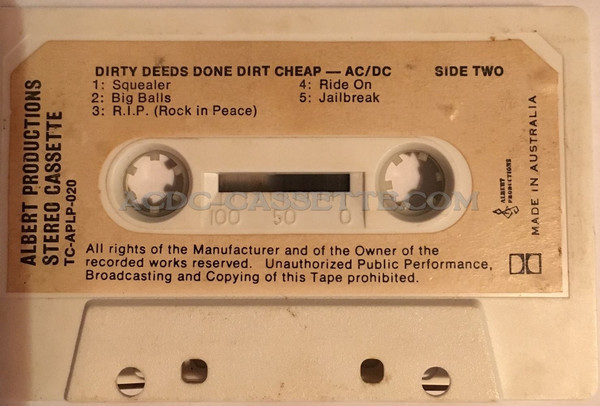 DIRTY DEEDS DONE DIRT CHEAP — AC/DC SIDE TWO
1: Squealer 4: Ride On
2: Big Balls 5: Jailbreak
3: R.I.P. (Rock in Peace)
ALBERT PRODUCTIONS
STEREO CASSETTE
TC-APLP-020
ACDC-CASSETTE.COM
100 50 0
ALBERT
PRODUCTIONS
MADE IN AUSTRALIA
All rights of the Manufacturer and of the Owner of the
recorded works reserved. Unauthorized Public Performance,
Broadcasting and Copying of this Tape prohibited.